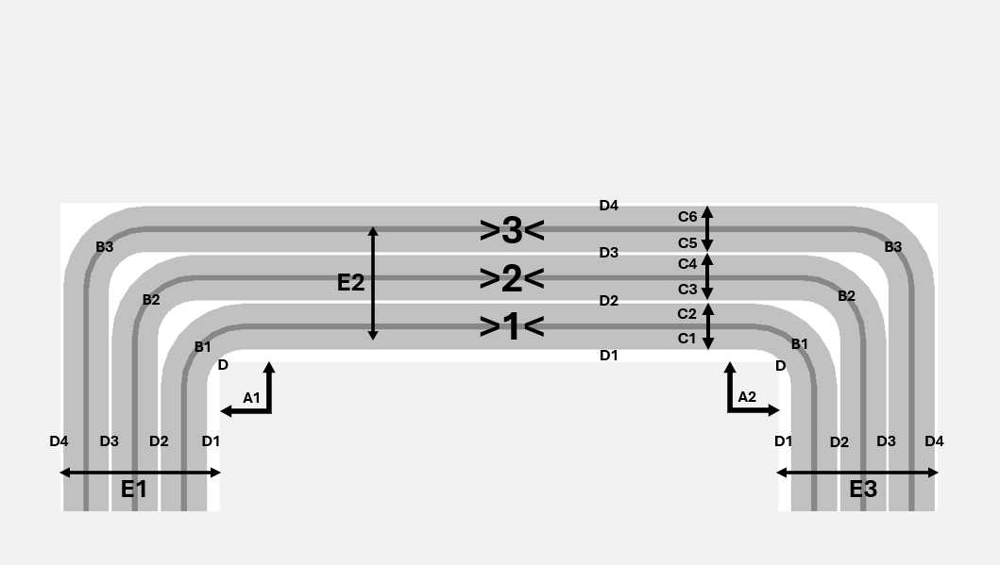 D4
C6
>3<
B3
B3
C5
D3
C4
E2
>2<
C3
B2
B2
D2
C2
>1<
C1
B1
B1
D1
D
D
A1
A2
D4
D3
D2
D1
D1
D2
D3
D4
E1
E3